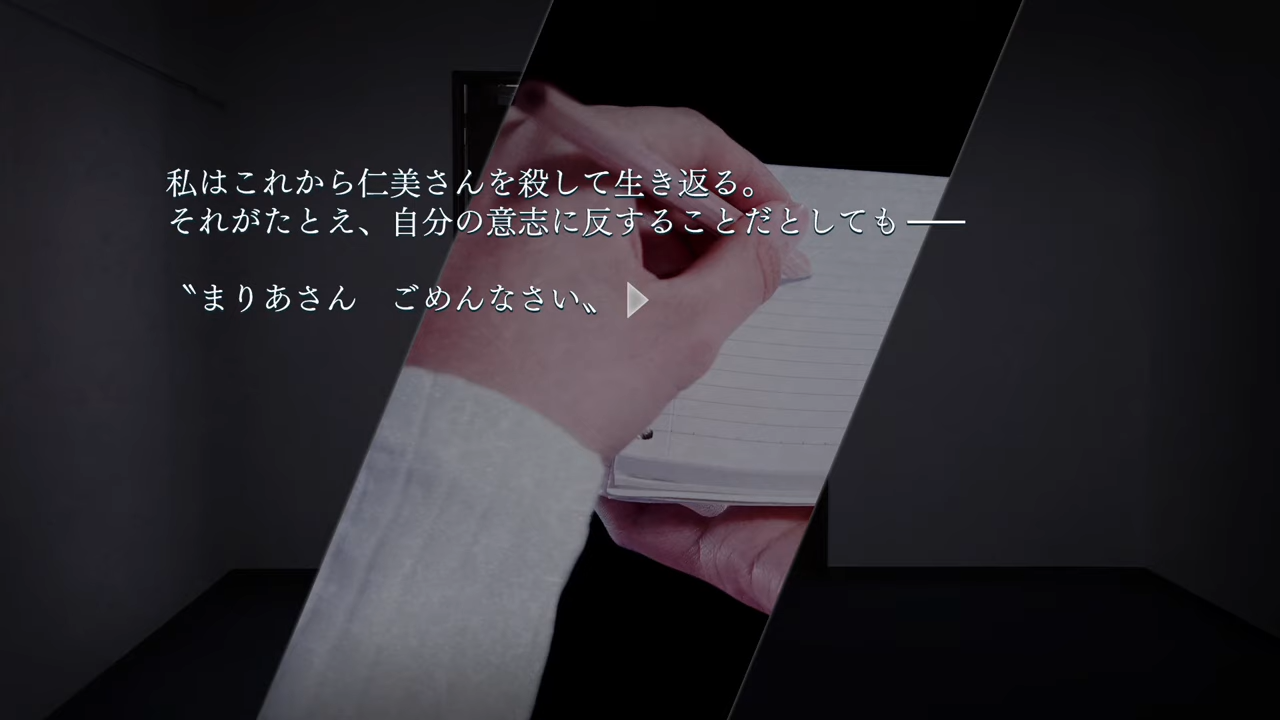 私はこれから仁美さんを殺して生き返る。
それがたとえ、自分の意志に反することだとしても――
〝まりあさん　ごめんなさい〟